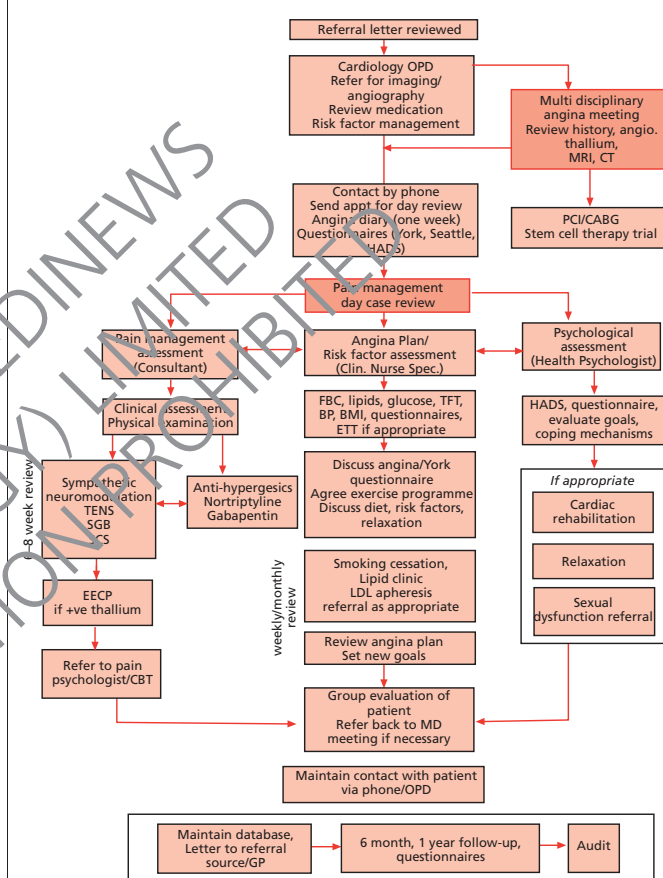 Referral letter reviewed
Cardiology OPD
Refer for imaging/
angiography
Review medication
Risk factor management
Multi disciplinary
angina meeting
Review history, angio.
thallium,
MRI, CT
Contact by phone
Send appt for day review
Angina diary (one week)
Questionnaires (York, Seattle,
HADS)
PCI/CABG
Stem cell therapy trial
Pain management
day case review
Pain management
assessment
(Consultant)
Angina Plan/
Risk factor assessment
(Clin. Nurse Spec.)
Psychological
assessment
(Health Psychologist)
Clinical assessment
Physical examination
FBC, lipids, glucose, TFT,
BP, BMI, questionnaires,
ETT if appropriate
HADS, questionnaire,
evaluate goals,
coping mechanisms
8 week review
Sympathetic
neuromodulation
TENS
SGB
SCS
Anti-hypergesics
Nortriptyline
Gabapentin
Discuss angina/York
questionnaire
Agree exercise programme
Discuss diet, risk factors,
relaxation
If appropriate
Cardiac
rehabilitation
Relaxation
Sexual
dysfunction referral
EECP
if +ve thallium
weekly/monthly
review
Smoking cessation,
Lipid clinic
LDL apheresis
referral as appropriate
Review angina plan
Set new goals
Refer to pain
psychologist/CBT
Group evaluation of
patient
Refer back to MD
meeting if necessary
Maintain contact with patient
via phone/OPD
Maintain database,
Letter to referral
source/GP
6 month, 1 year follow-up,
questionnaires
Audit
EDINEWS
Y) LIMITED
TION PROHIBITED